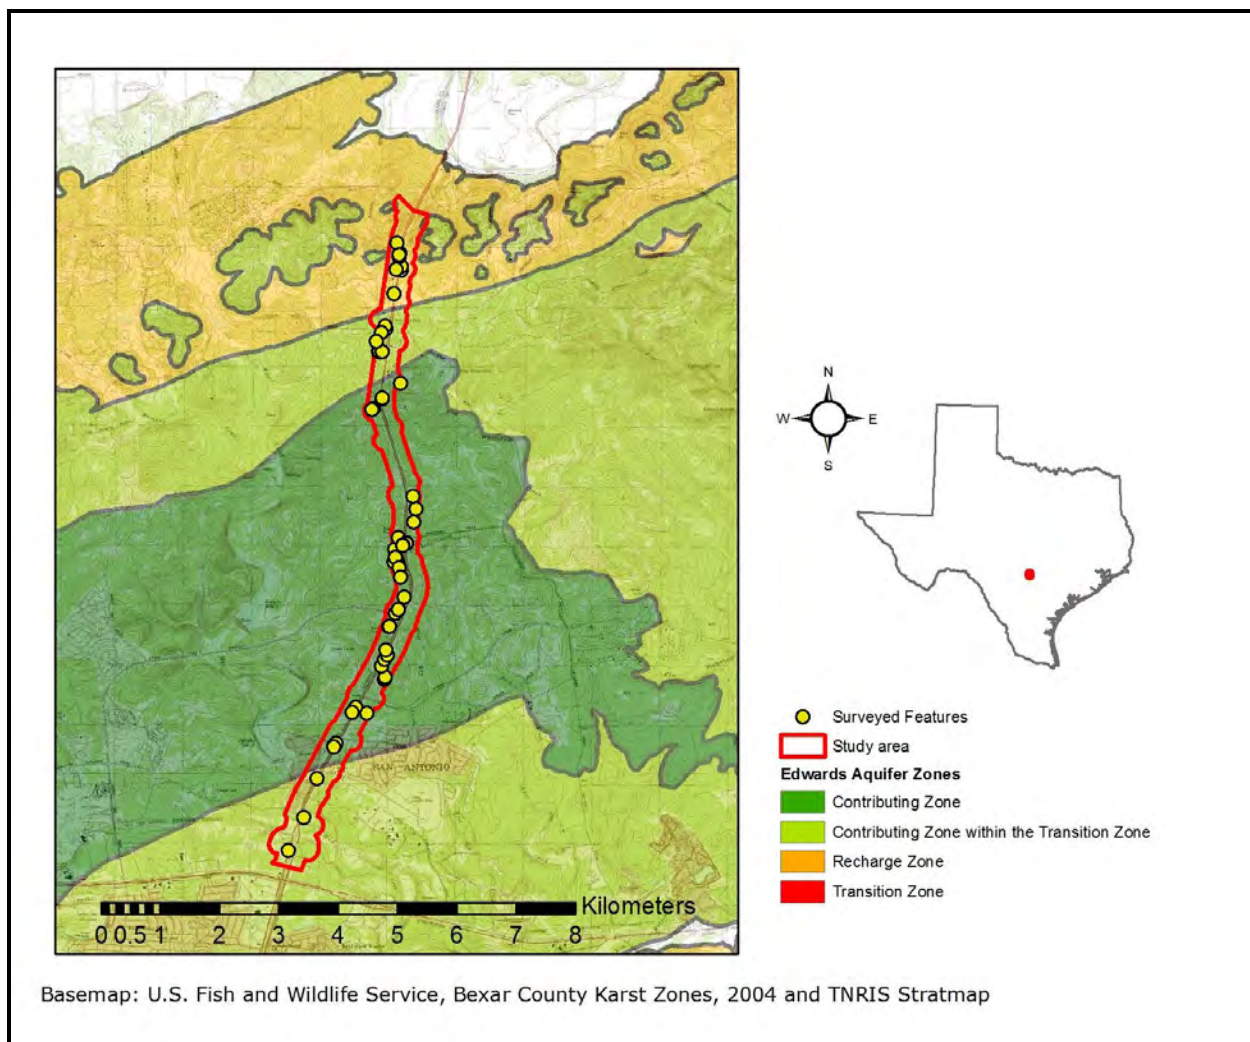 SAN ANTONIO
Kilometers
0 0.5 1 2 3 4 5 6 7 8
N
W E
S
Surveyed Features
Study area
Edwards Aquifer Zones
Contributing Zone
Contributing Zone within the Transition Zone
Recharge Zone
Transition Zone
Basemap: U.S. Fish and Wildlife Service, Bexar County Karst Zones, 2004 and TNRIS Stratmap